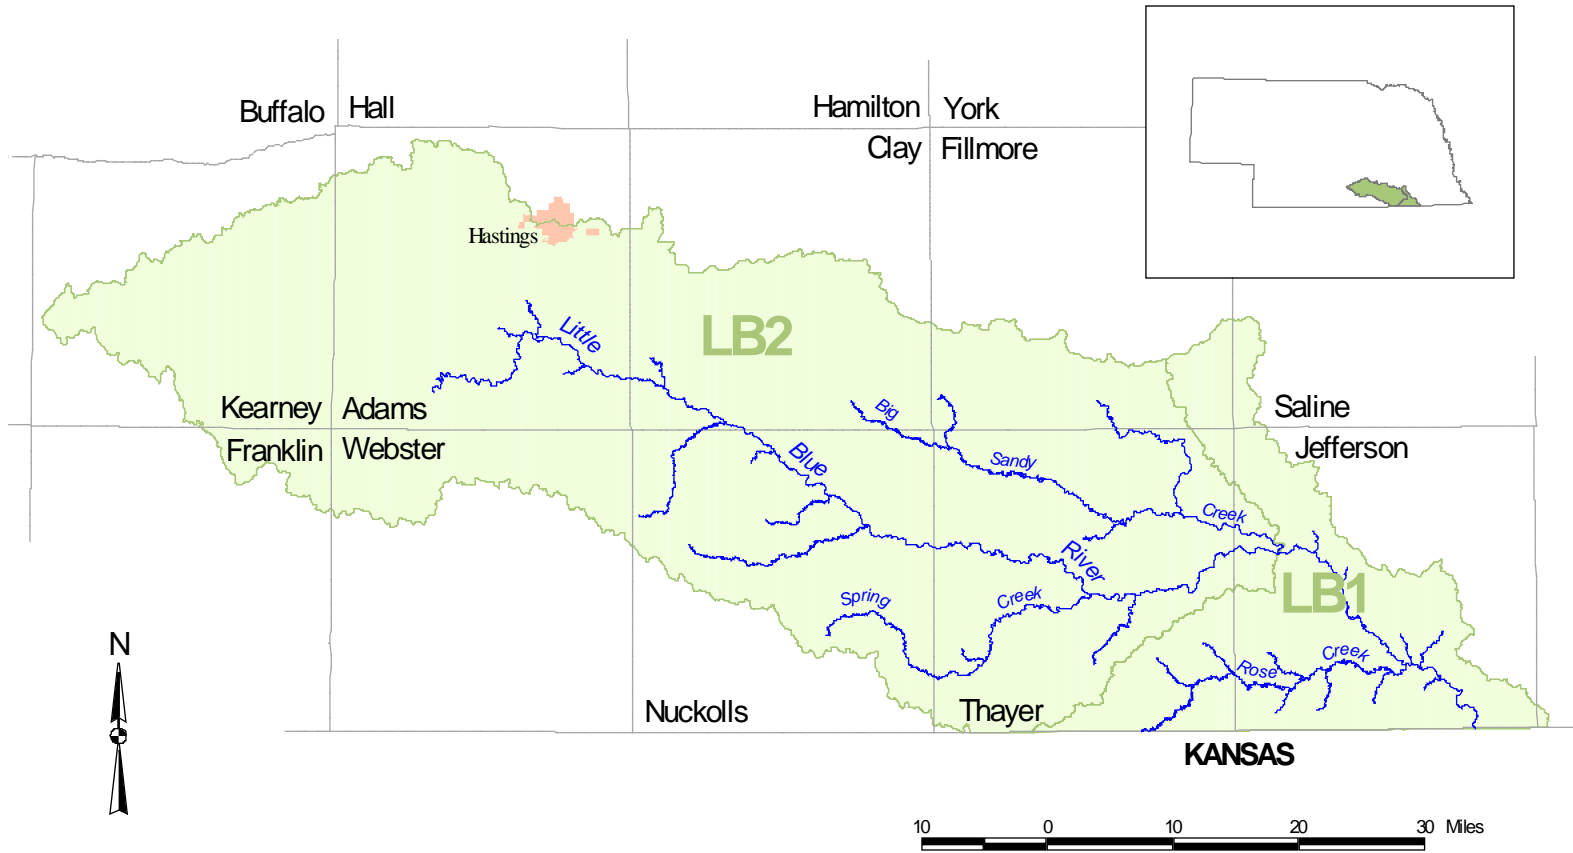 Buffalo Hall
Hamilton York
Clay Fillmore
Hastings
Little
LB2
Kearney Adams
Big
Saline
Franklin Webster
Blue
Sandy
Jefferson
Creek
River
LB1
Spring
Creek
Rose
Creek
N
Nuckolls
Thayer
KANSAS
10 0 10 20 30 Miles